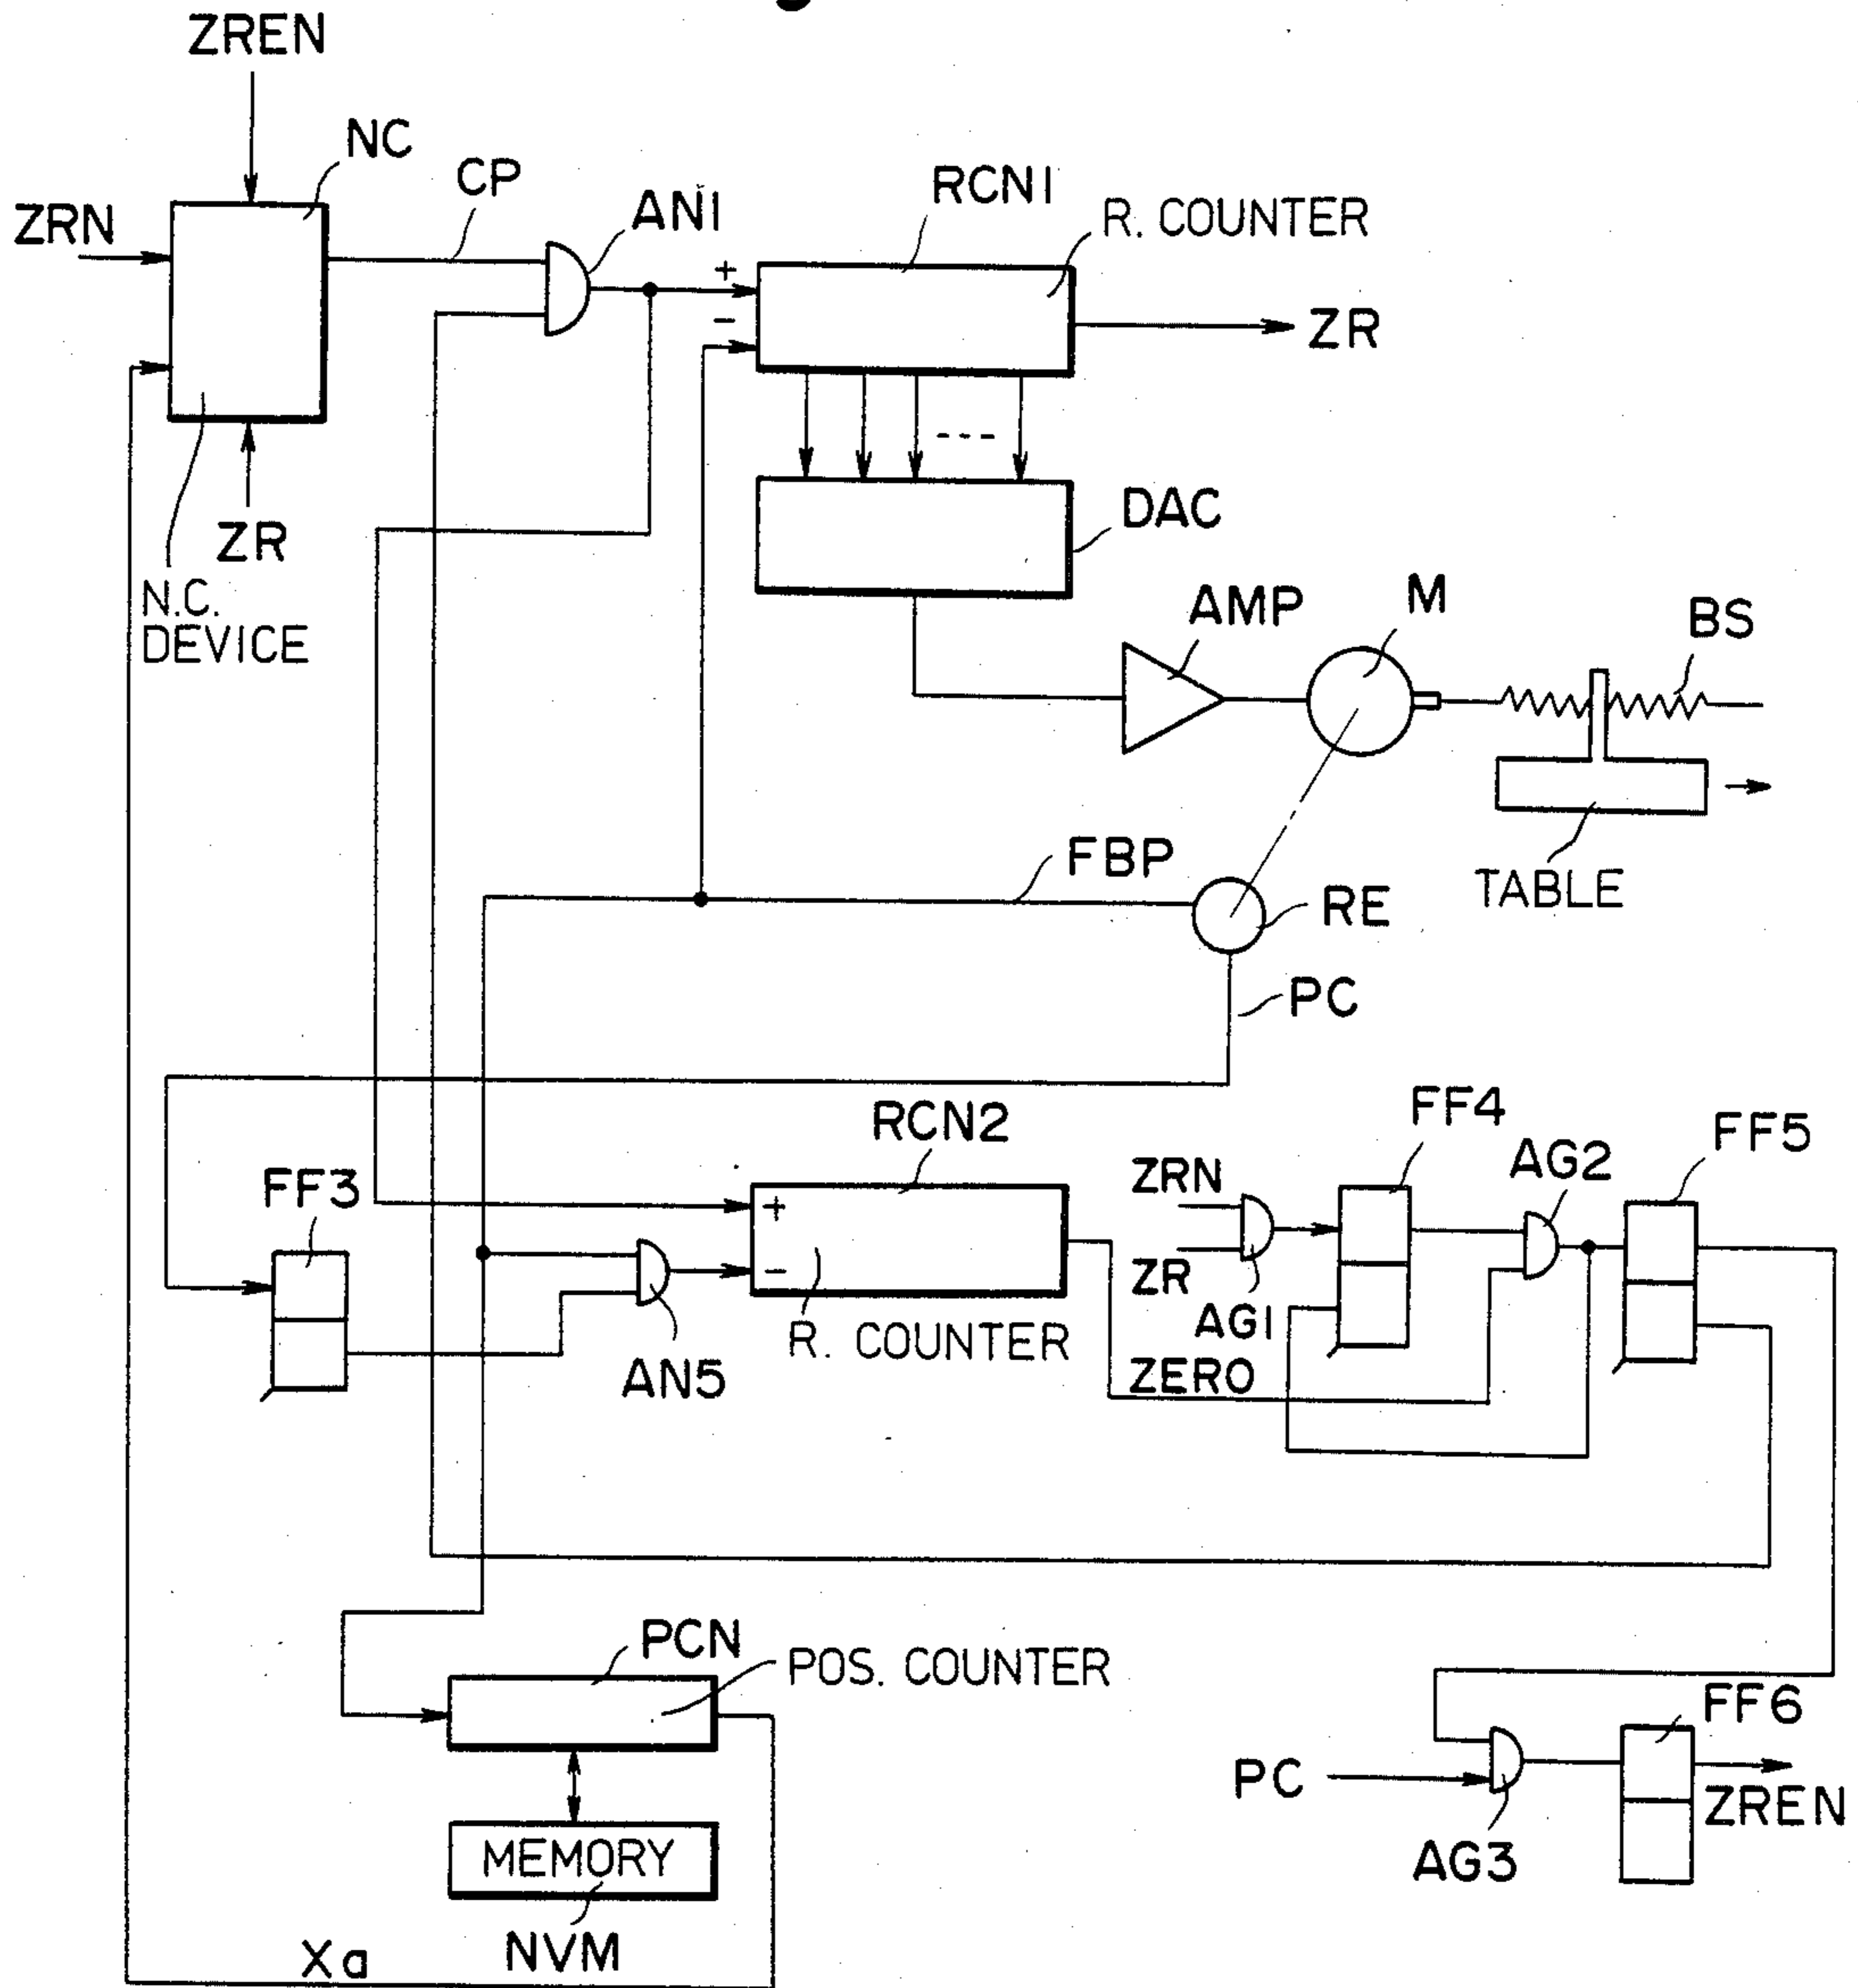 ZREN
NC
CP
AN1
RCN1
R. COUNTER
ZRN
+
-
ZR
ZR
N.C.
DEVICE
---
DAC
AMP
M
BS
FBP
RE
TABLE
PC
RCN2
FF4
FF5
AG2
ZRN
FF3
+
-
ZR
AG1
R. COUNTER
AN5
ZERO
PCN
POS. COUNTER
FF6
PC
ZREN
MEMORY
AG3
NVM
Xa